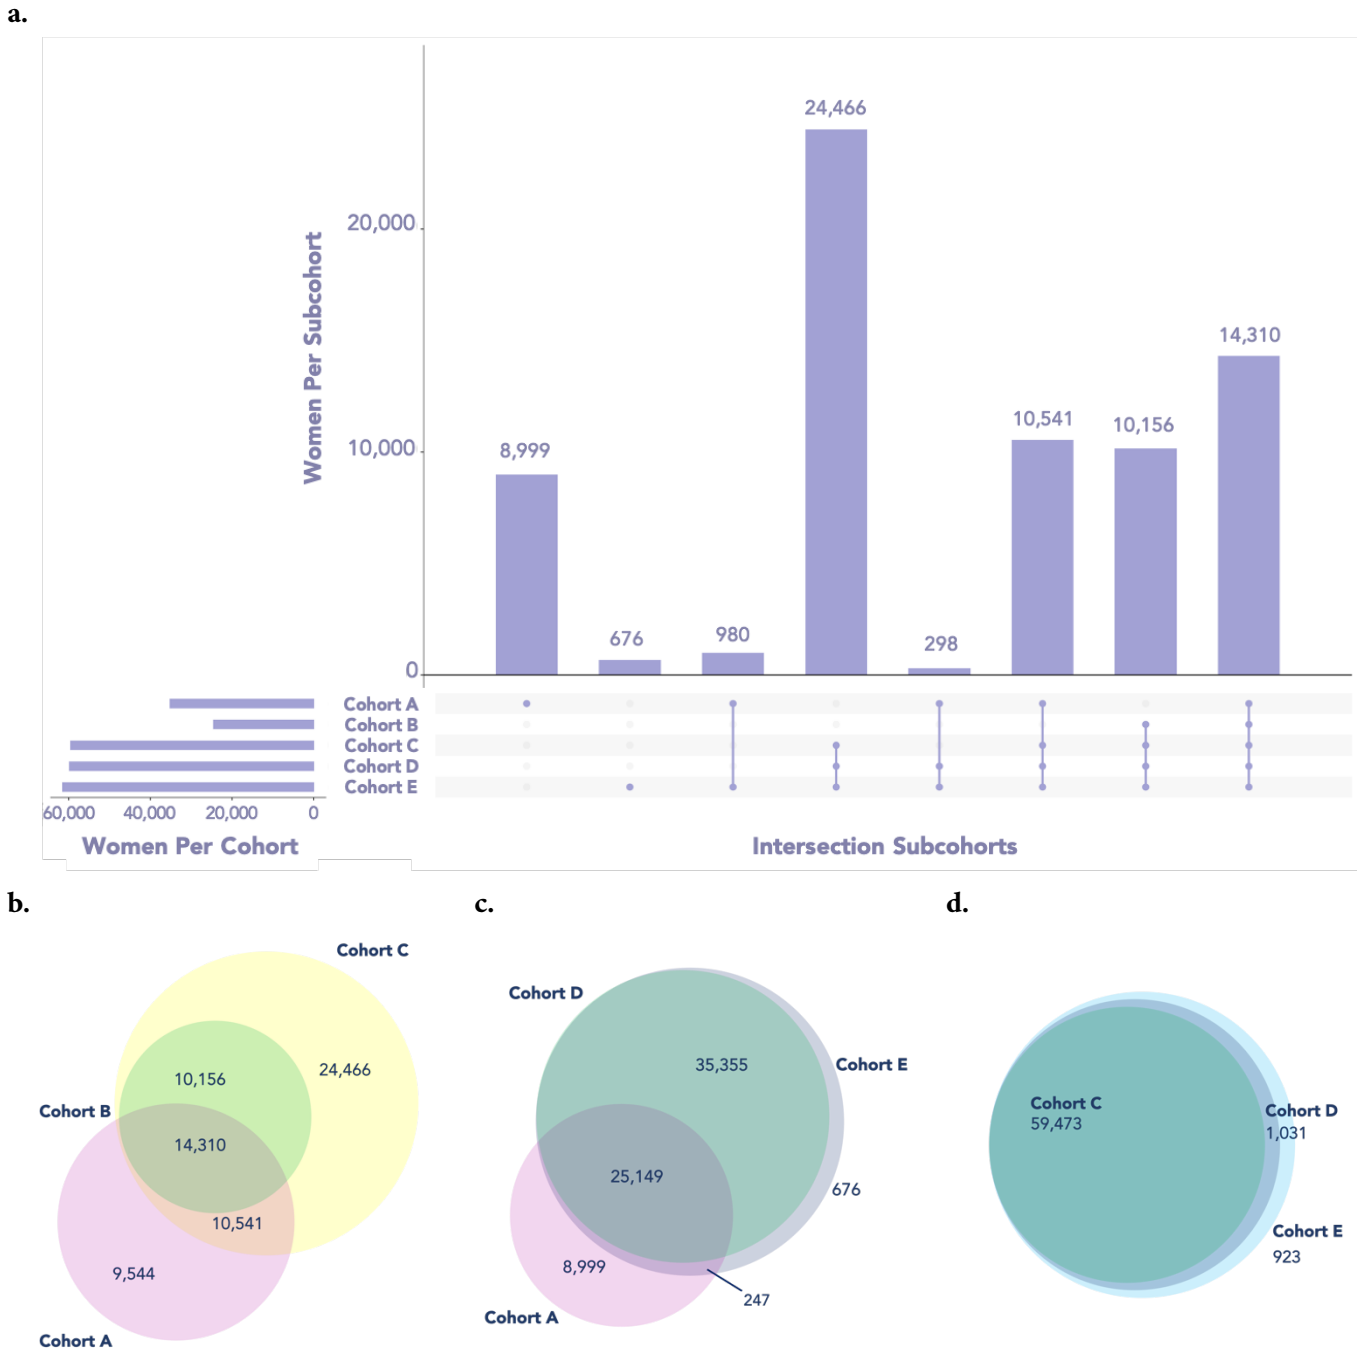 a.
24,466
20,000
14,310
10,541
10,156
10,000
8,999
980
676
298
0
Women Per Subcohort
Cohort A
Cohort B
Cohort C
Cohort D
Cohort E
60,000 40,000 20,000 0
Women Per Cohort
Intersection Subcohorts
b.
Cohort C
24,466
10,156
Cohort B
14,310
10,541
9,544
Cohort A
c.
Cohort D
35,355
Cohort E
25,149
676
8,999
247
Cohort A
d.
Cohort C
59,473
Cohort D
1,031
Cohort E
923